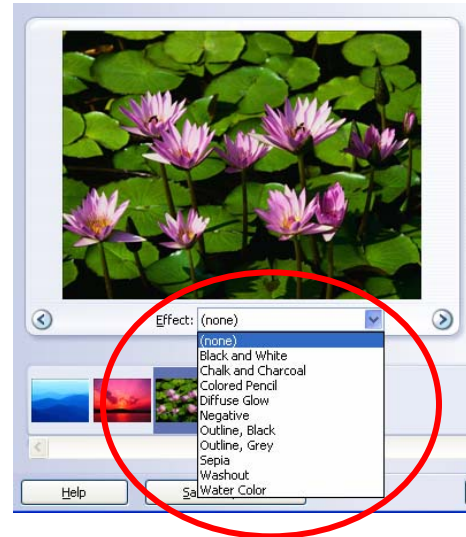 Effect: (none)
(none)
Black and White
Chalk and Charcoal
Colored Pencil
Diffuse Glow
Negative
Outline, Black
Outline, Grey
Sepia
Washout
Water Color
Help